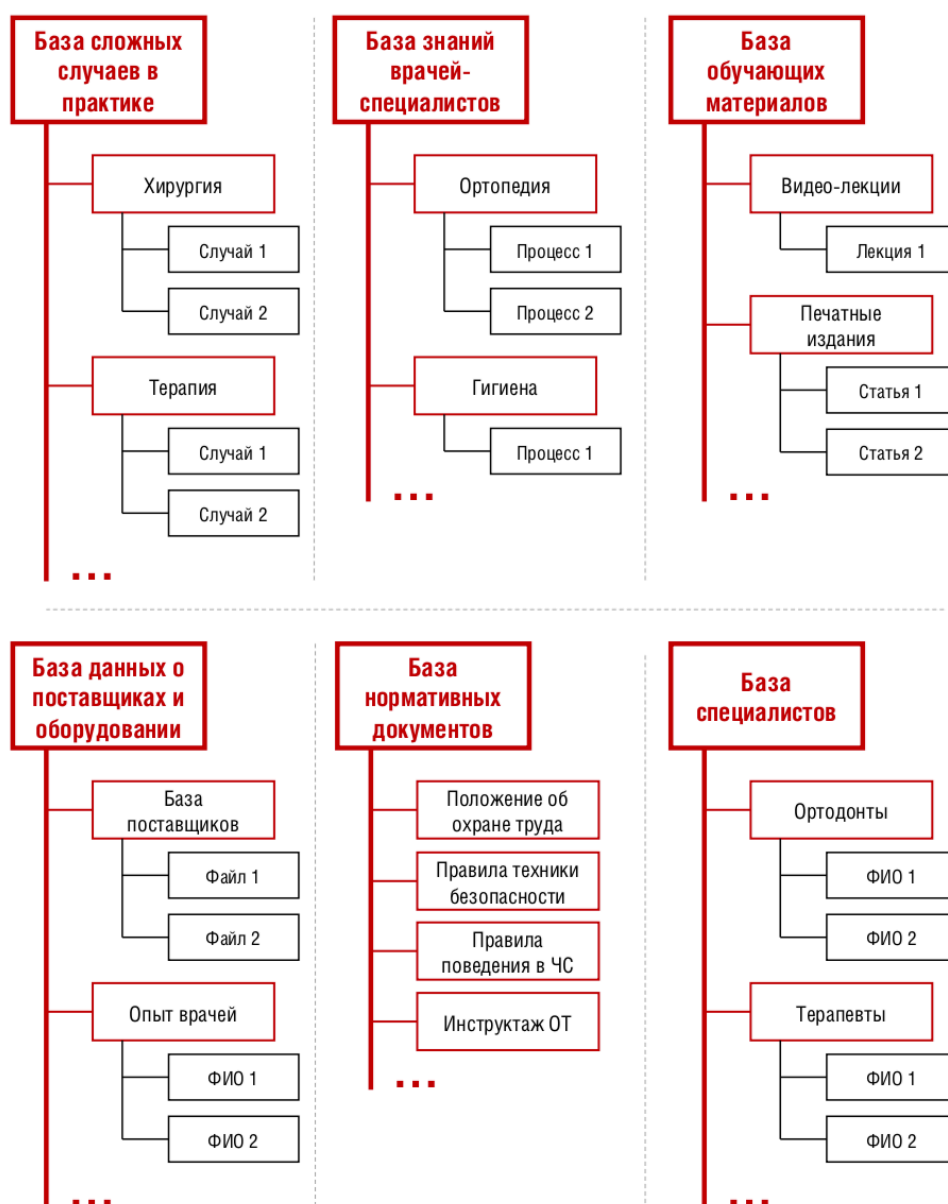 База сложных
случаев в
практике
Хирургия
Случай 1
Случай 2
Терапия
Случай 1
Случай 2
...
База знаний
врачей-
специалистов
Ортопедия
Процесс 1
Процесс 2
Гигиена
Процесс 1
...
База
обучающих
материалов
Видео-лекции
Лекция 1
Печатные
издания
Статья 1
Статья 2
...
База данных о
поставщиках и
оборудовании
База
поставщиков
Файл 1
Файл 2
Опыт врачей
ФИО 1
ФИО 2
...
База
нормативных
документов
Положение об
охране труда
Правила техники
безопасности
Правила
поведения в ЧС
Инструктаж ОТ
...
База
специалистов
Ортодонты
ФИО 1
ФИО 2
Терапевты
ФИО 1
ФИО 2
...